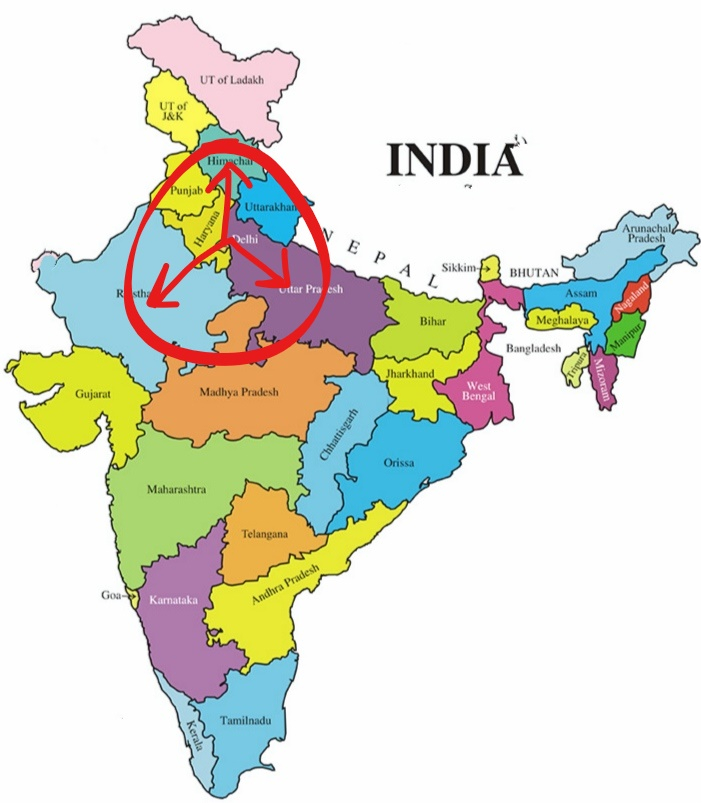 UT of Ladakh
UT of
J&K
INDIA
Himachal
Punjab
Uttarakhan
Haryana
Delhi
NEPAL
Arunachal
Pradesh
Sikkim
BHUTAN
Uttar Pradesh
Assam
Nagaland
Bihar
Meghalaya
Manipur
Bangladesh
Tripura
Mizoram
Jharkhand
West
Bengal
Gujarat
Madhya Pradesh
Chhattisgarh
Orissa
Maharashtra
Telangana
Andhra Pradesh
Goa
Karnataka
Tamilnadu
Kerala